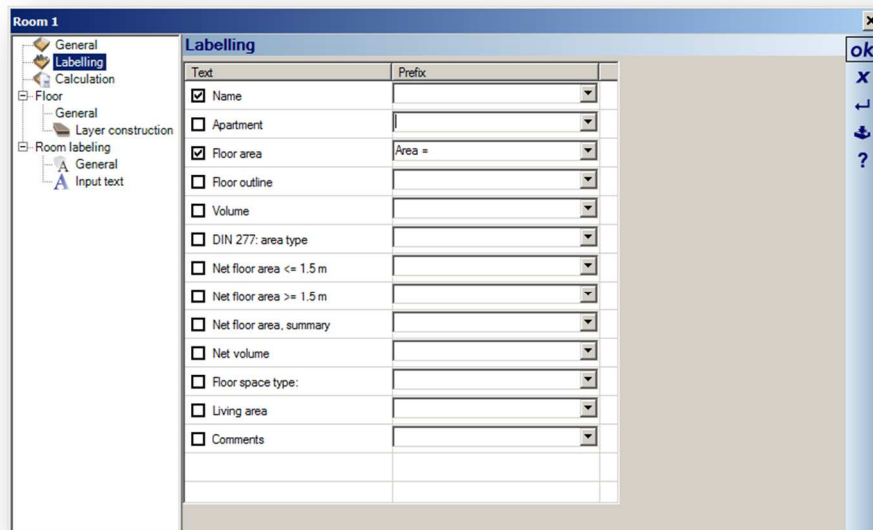 Room 1
General
Labelling
Calculation
Floor
General
Layer construction
Room labeling
A General
A Input text
Labelling
Text Prefix
Name
Apartment
Floor area Area =
Floor outline
Volume
DIN 277: area type
Net floor area <= 1.5 m
Net floor area >= 1.5 m
Net floor area, summary
Net volume
Floor space type:
Living area
Comments
ok
x
?